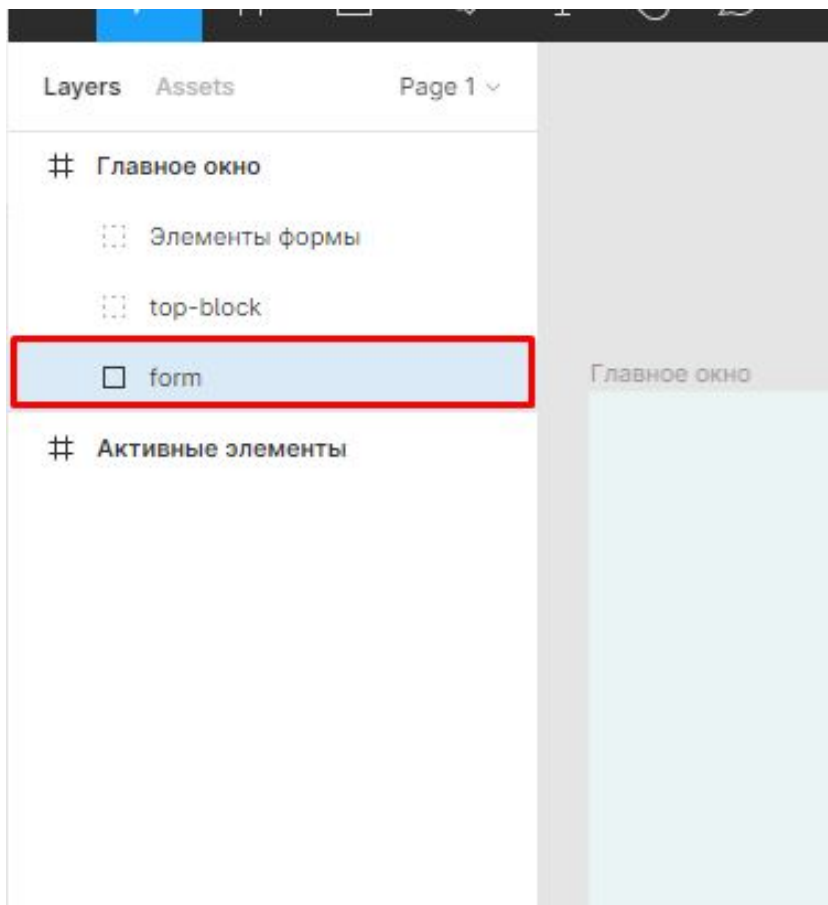 Layers Assets Page 1
Главное окно
Элементы формы
top-block
form
Главное окно
Активные элементы